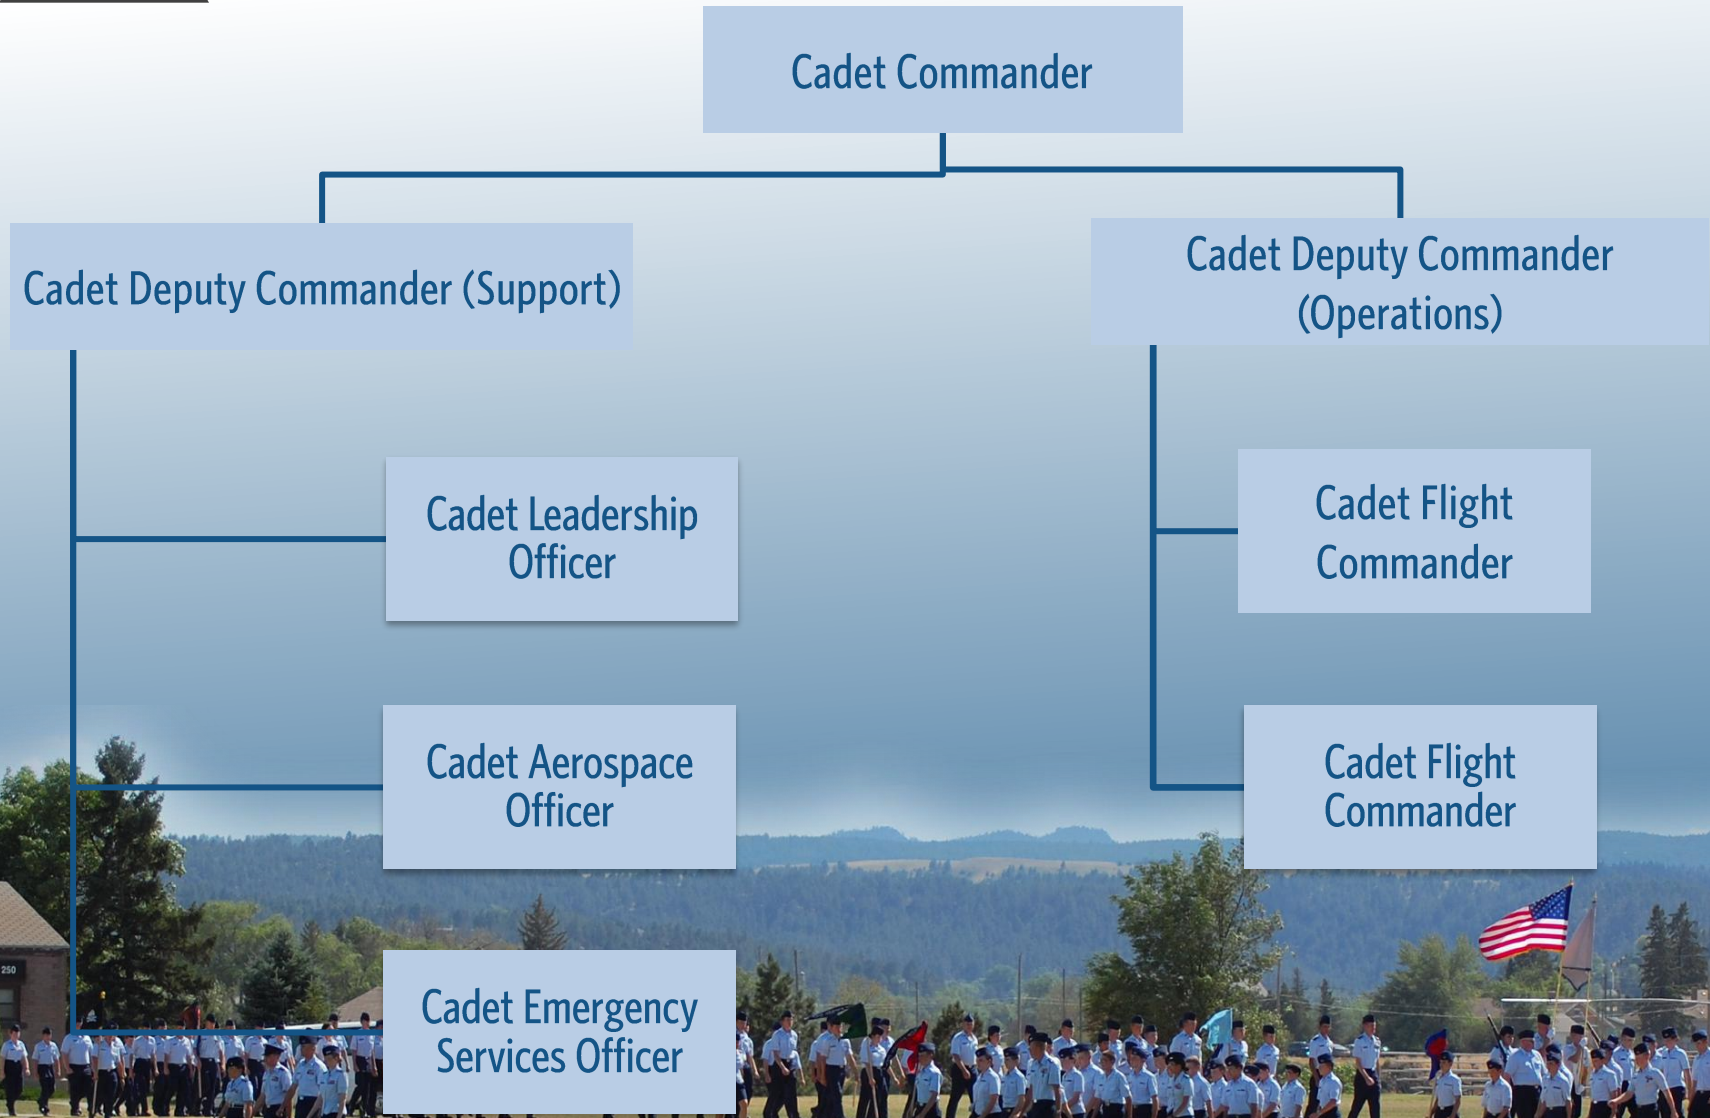 Cadet Commander
Cadet Deputy Commander (Support)
Cadet Deputy Commander
(Operations)
Cadet Leadership
Officer
Cadet Flight
Commander
Cadet Aerospace
Officer
Cadet Flight
Commander
250
Cadet Emergency
Services Officer